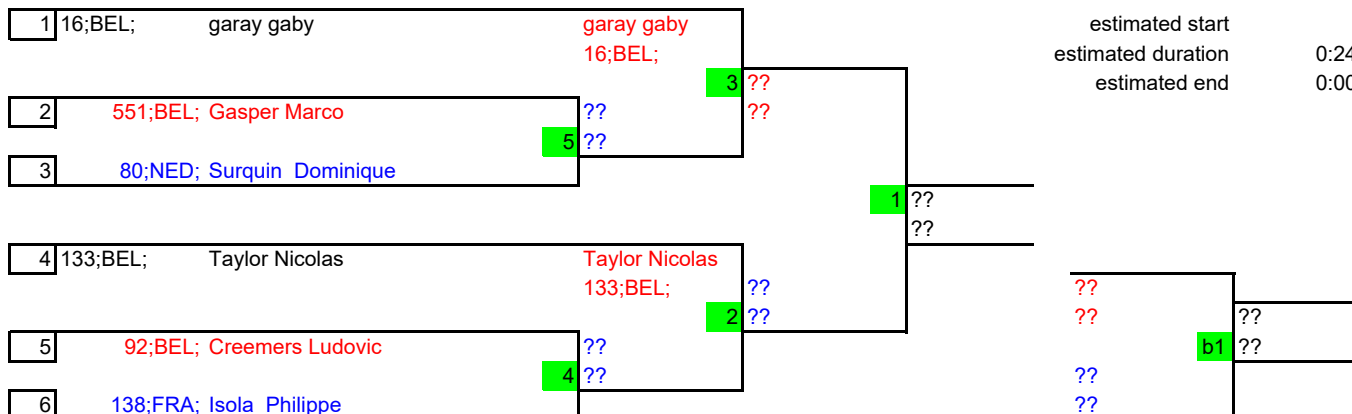 1 16;BEL; garay gaby garay gaby estimated start
16;BEL; estimated duration 0:24
3 ?? estimated end 0:00
2 551;BEL; Gasper Marco ?? ??
5 ??
3 80;NED; Surquin Dominique
1 ??
??
4 133;BEL; Taylor Nicolas Taylor Nicolas
133;BEL; ?? ??
2 ?? ?? ??
5 92;BEL; Creemers Ludovic ?? b1 ??
4 ?? ??
6 138;FRA; Isola Philippe ??